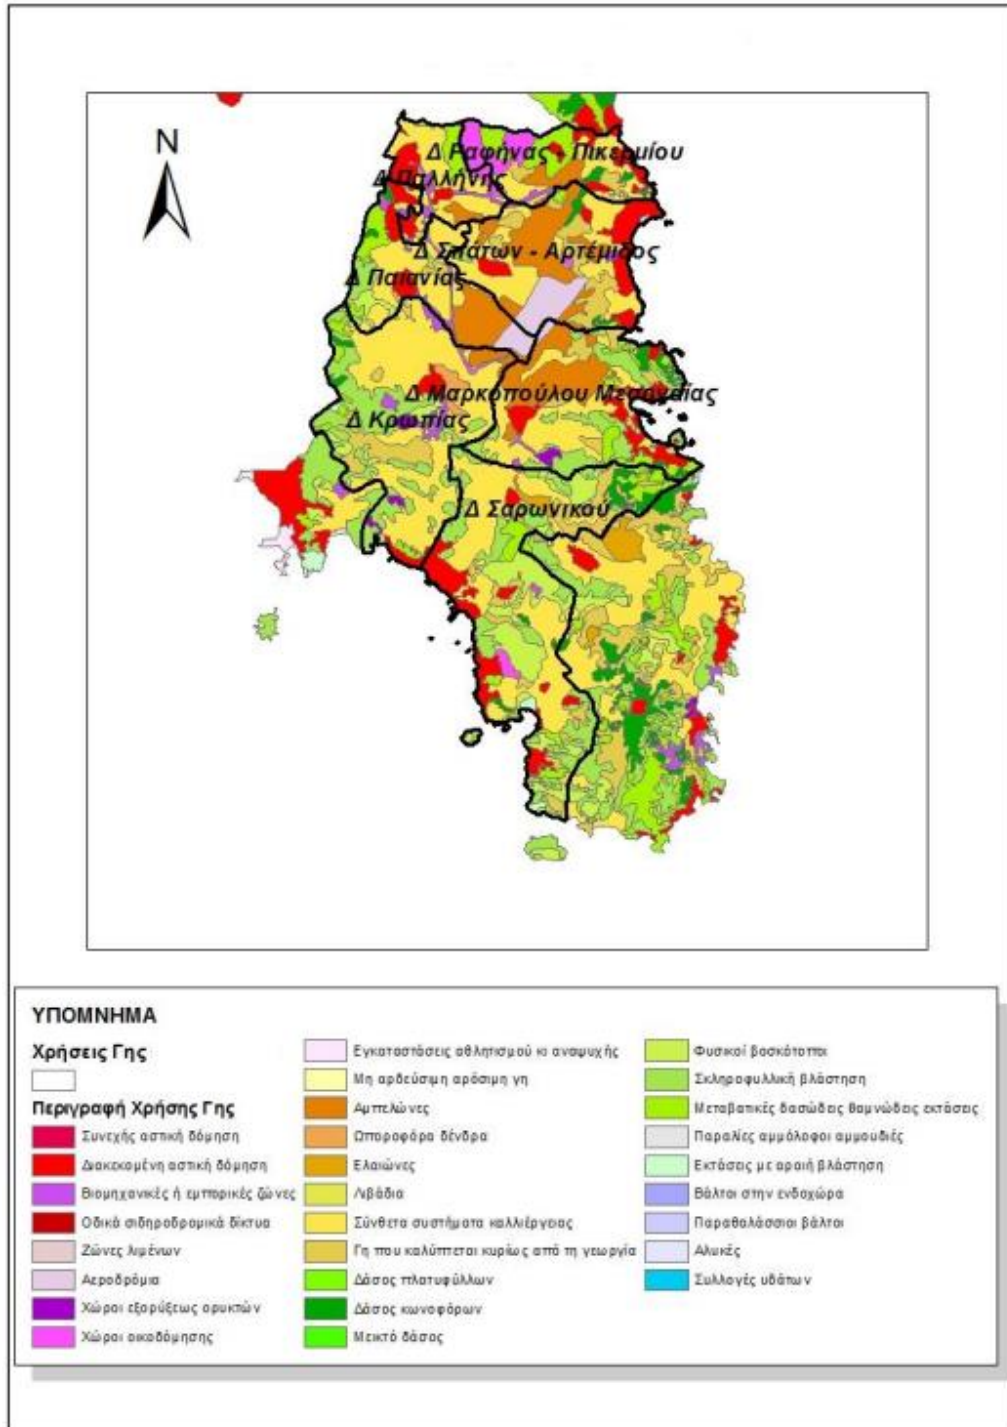 N
Δ Ραφήνας - Πικερμίου
Δ Παλλήνης
Δ Σπάτων - Αρτέμιδος
Δ Παιανίας
Δ Μαρκοπούλου Μεσογαίας
Δ Κρωπίας
Δ Σαρωνικού
ΥΠΟΜΝΗΜΑ
Χρήσεις Γης
Περιγραφή Χρήσης Γης
Συνεχής αστική δόμηση
Διακεκομένη αστική δόμηση
Βιομηχανικές ή εμπορικές ζώνες
Οδικά σιδηροδρομικά δίκτυα
Ζώνες λιμένων
Αεροδρόμια
Χώροι εξορύξεως ορυκτών
Χώροι οικοδόμησης
Εγκαταστάσεις αθλητισμού κι αναψυχής
Μη αρδεύσιμη αρόσιμη γη
Αμπελώνες
Οπωροφόρα δένδρα
Ελαιώνες
Λιβάδια
Σύνθετα συστήματα καλλιέργειας
Γη που καλύπτεται κυρίως από τη γεωργία
Δάσος πλατυφύλλων
Δάσος κωνοφόρων
Μεικτό δάσος
Φυσικοί βοσκότοποι
Σκληροφυλλική βλάστηση
Μεταβατικές δασώδεις θαμνώδεις εκτάσεις
Παραλίες αμμόλοφοι αμμουδιές
Εκτάσεις με αραιή βλάστηση
Βάλτοι στην ενδοχώρα
Παραθαλάσσιοι βάλτοι
Αλυκές
Συλλογές υδάτων